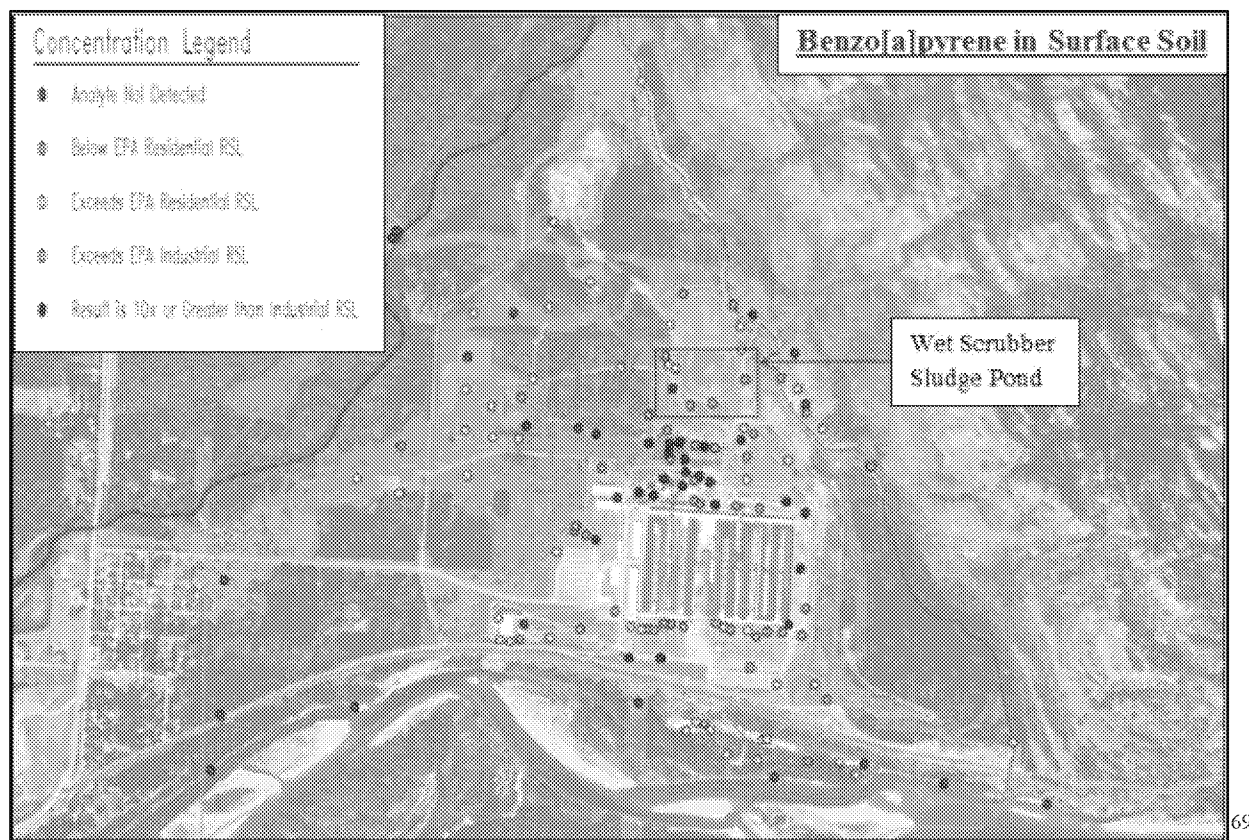 Concentration Legend
Analyte Not Detected
Below EPA Residential RSL
Exceeds EPA Residential RSL
Exceeds EPA Industrial RSL
Result is 10x or Greater than Industrial RSL
Benzo[a]pyrene in Surface Soil
Wet Scrubber
Sludge Pond